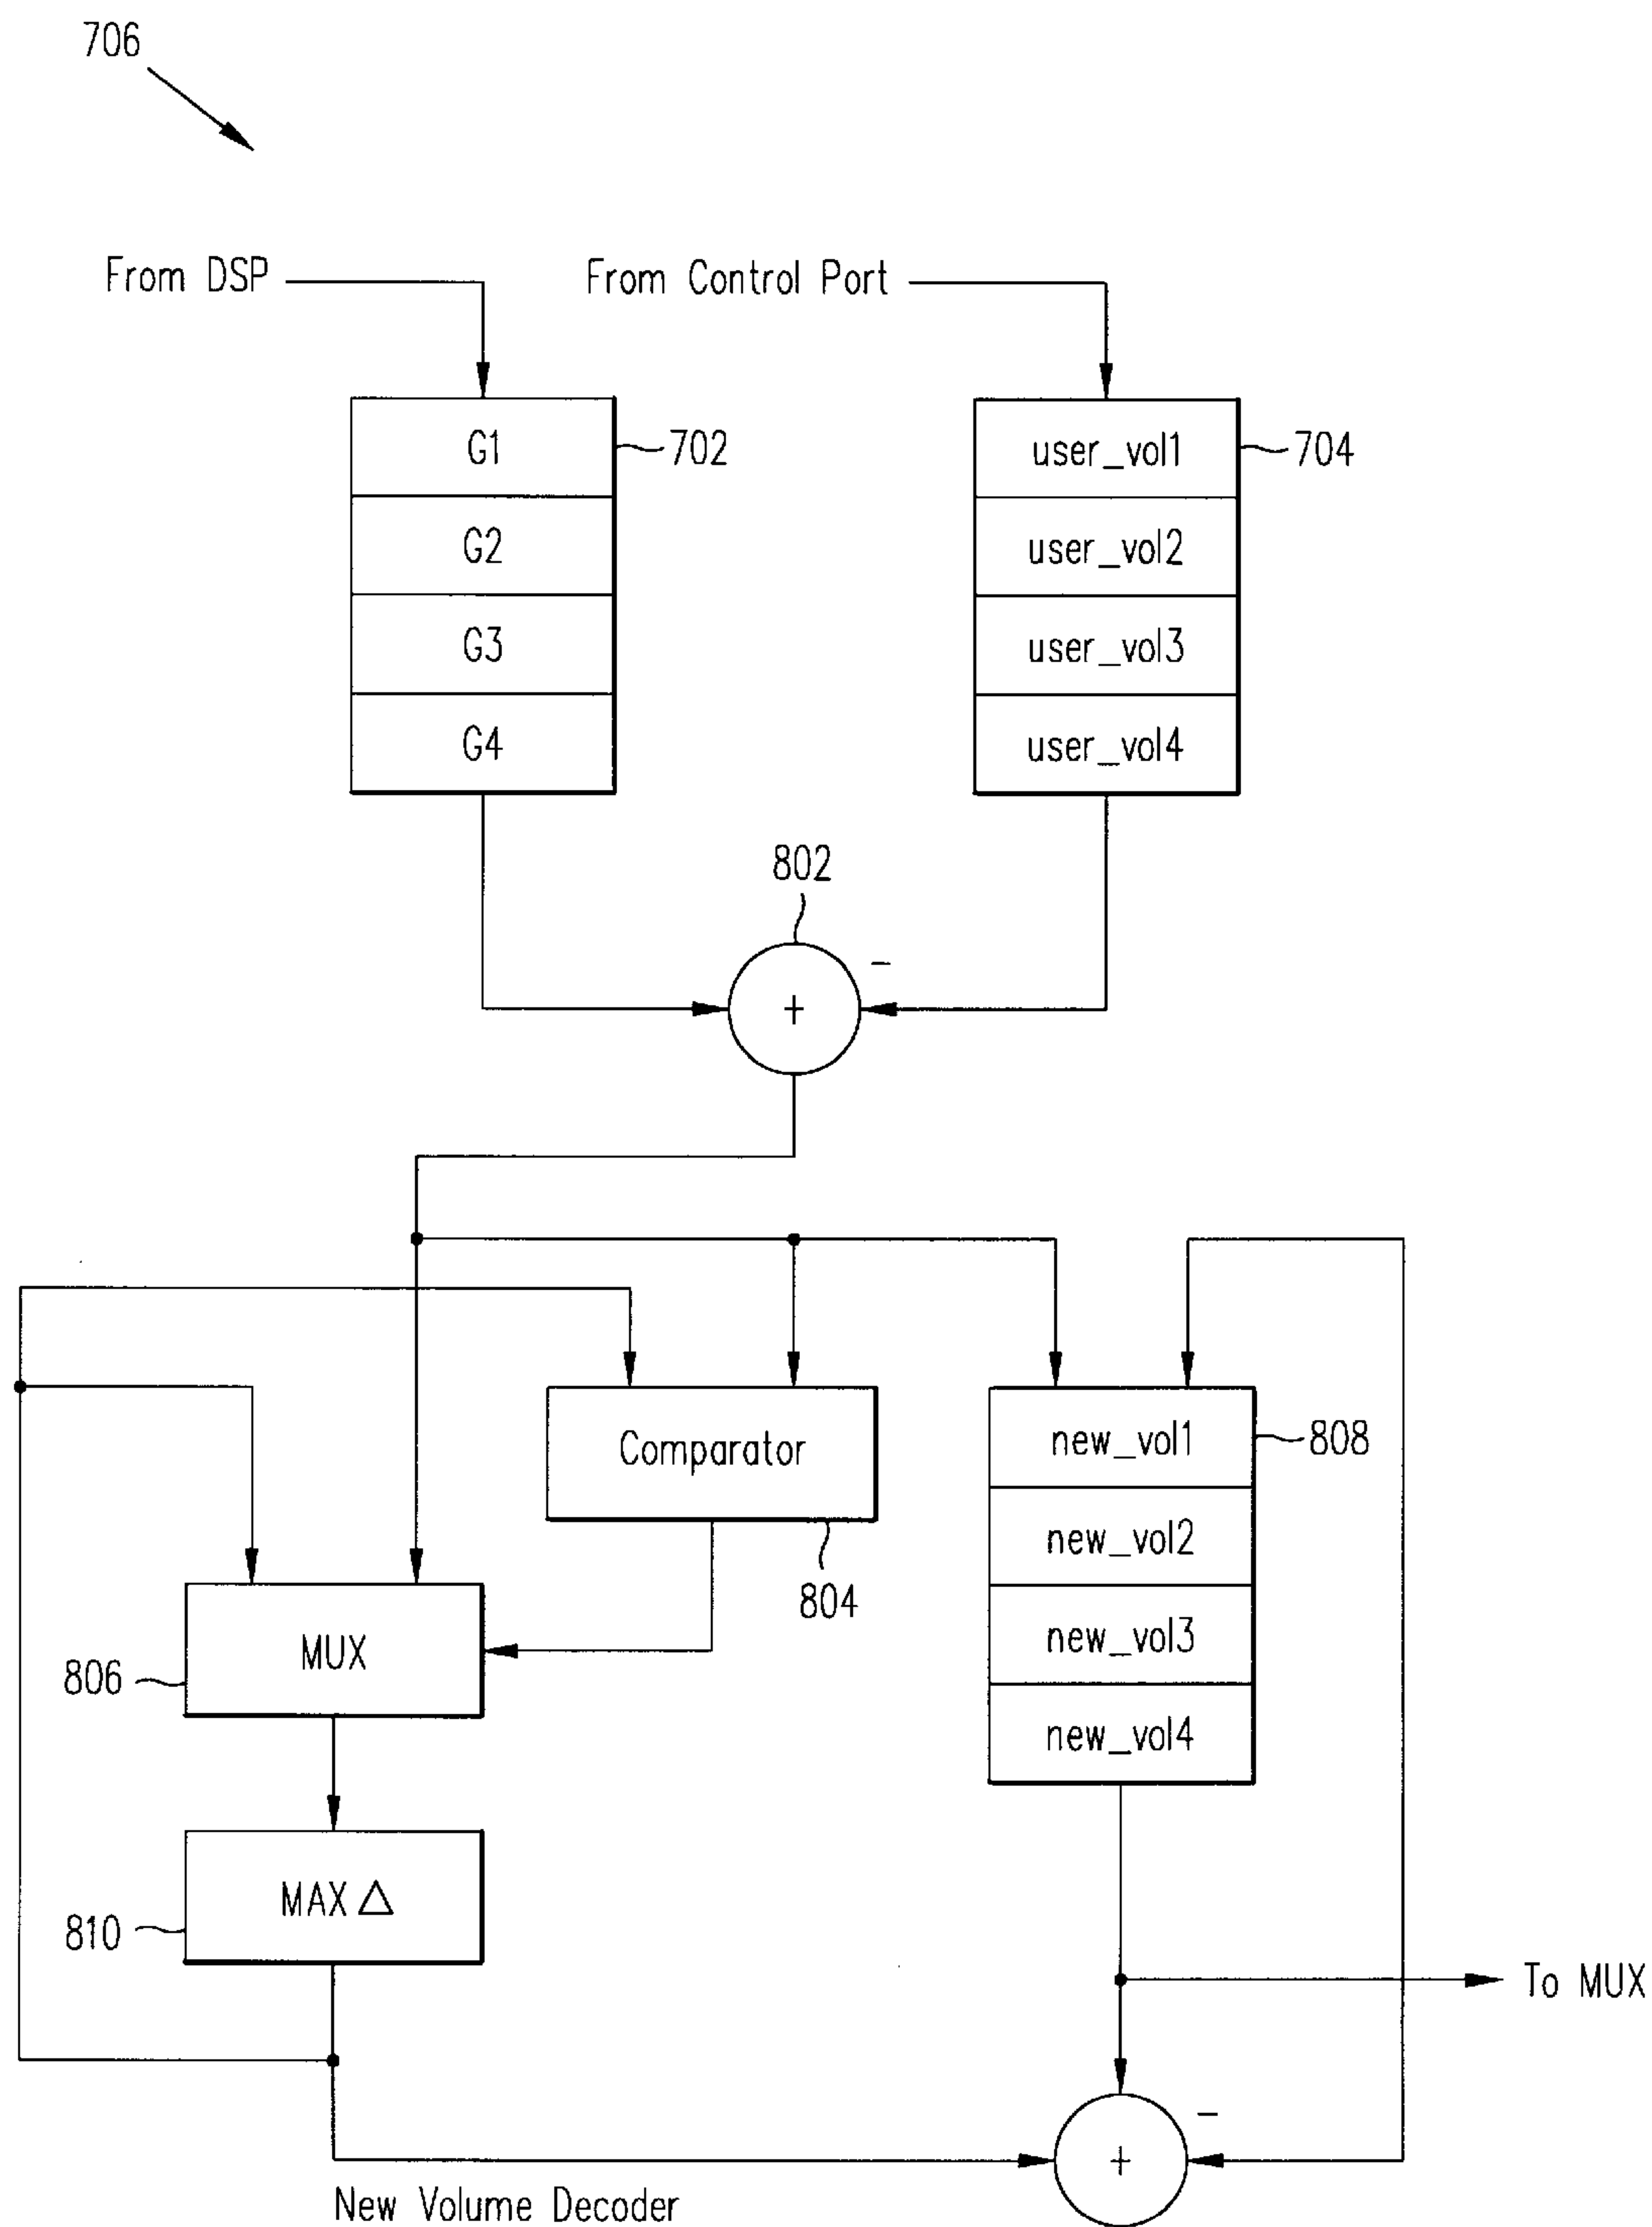 706
From DSP
From Control Port
G1
702
user_vol1
704
G2
user_vol2
G3
user_vol3
G4
user_vol4
802
-
+
Comparator
804
new_vol1
808
new_vol2
new_vol3
new_vol4
MUX
806
MAX △
810
To MUX
-
+
New Volume Decoder